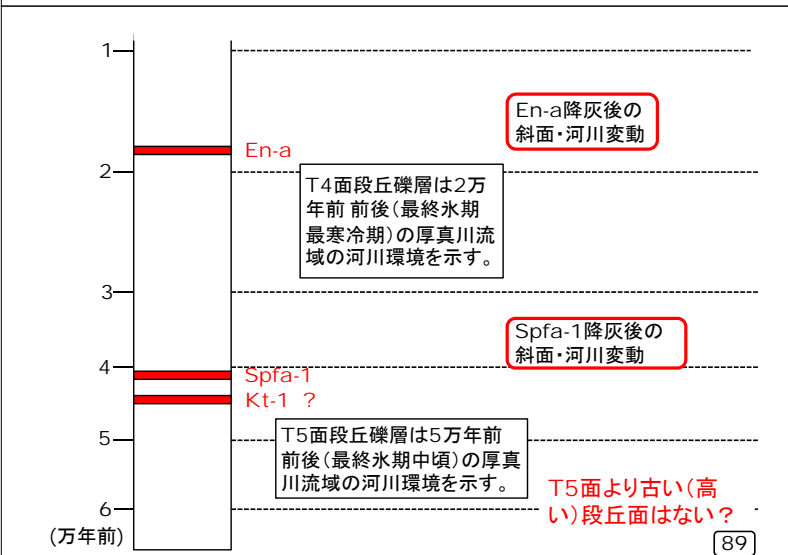 1
En-a降灰後の
斜面・河川変動
En-a
2
T4面段丘礫層は2万
年前前後(最終氷期
最寒冷期)の厚真川流
域の河川環境を示す。
3
Spfa-1降灰後の
斜面・河川変動
4
Spfa-1
Kt-1 ?
T5面段丘礫層は5万年前
前後(最終氷期中頃)の厚真
川流域の河川環境を示す。
5
T5面より古い(高
い)段丘面はない?
6
(万年前)
89